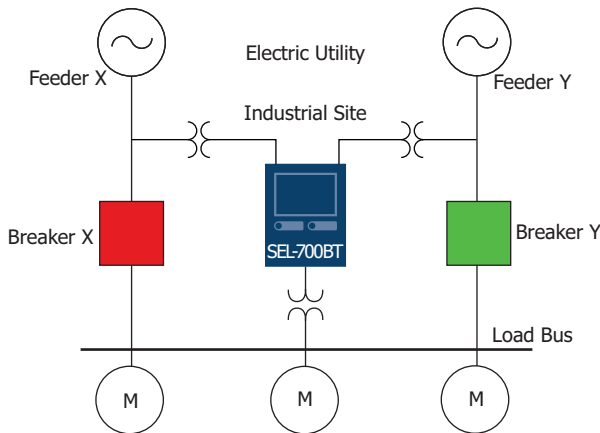 Electric Utility
Feeder X
Feeder Y
Industrial Site
Breaker X
SEL-700BT
Breaker Y
Load Bus
M
M
M